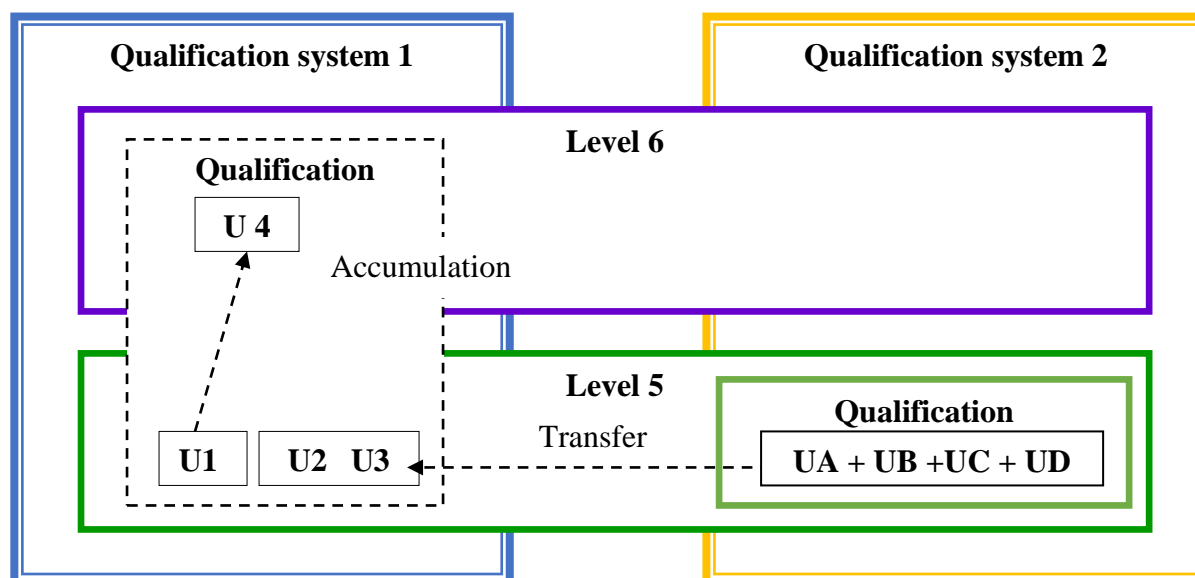 Qualification system 1
Qualification system 2
Level 6
Qualification
U 4
Accumulation
Level 5
Qualification
Transfer
U1
U2 U3
UA + UB +UC + UD